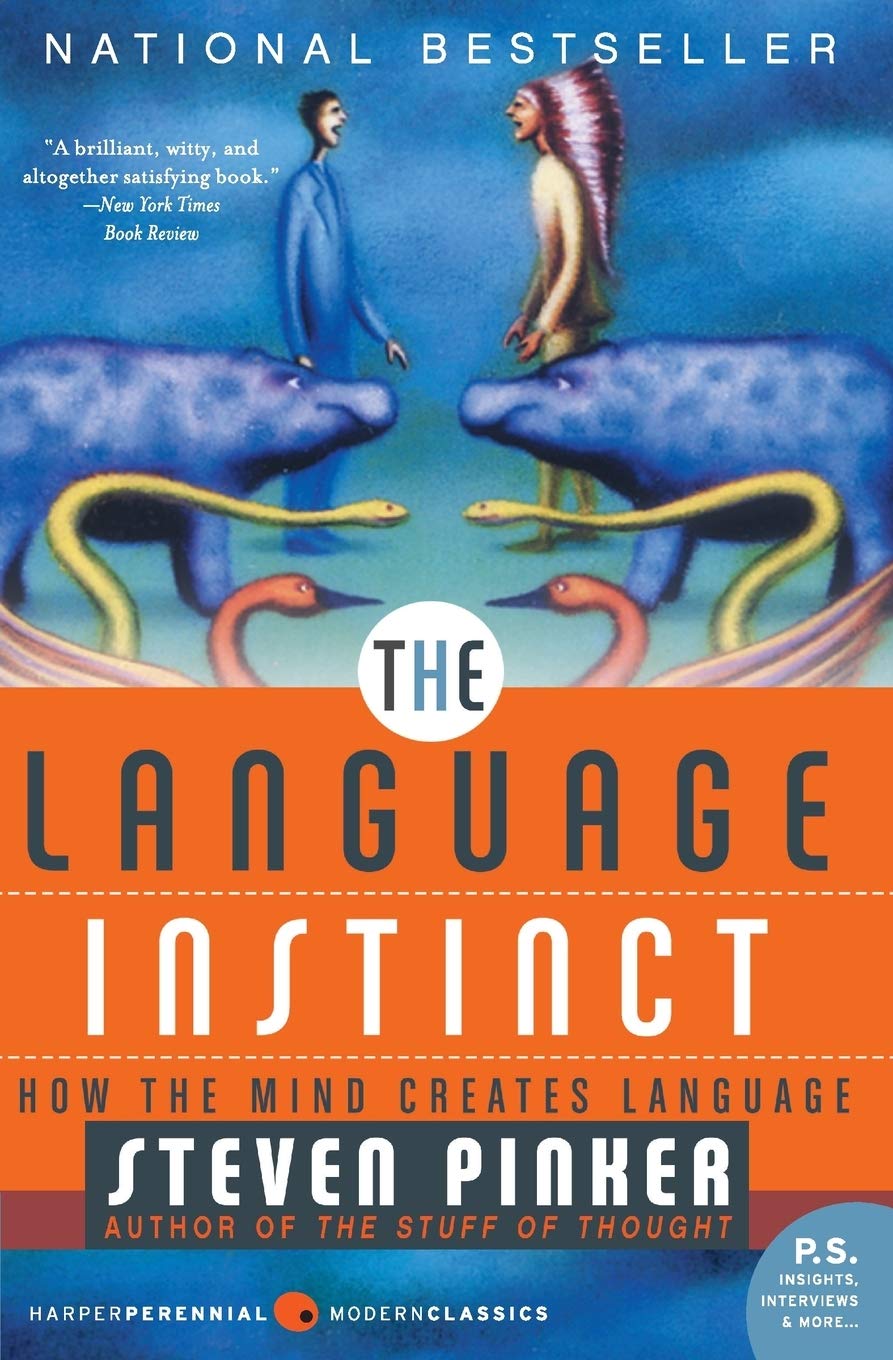 NATIONAL BESTSELLER
"A brilliant, witty, and
altogether satisfying book."
—New York Times
Book Review
THE
LANGUAGE
INSTINCT
HOW THE MIND CREATES LANGUAGE
STEVEN PINKER
AUTHOR OF THE STUFF OF THOUGHT
P.S.
INSIGHTS,
INTERVIEWS
& MORE...
HARPERPERENNIAL MODERNCLASSICS